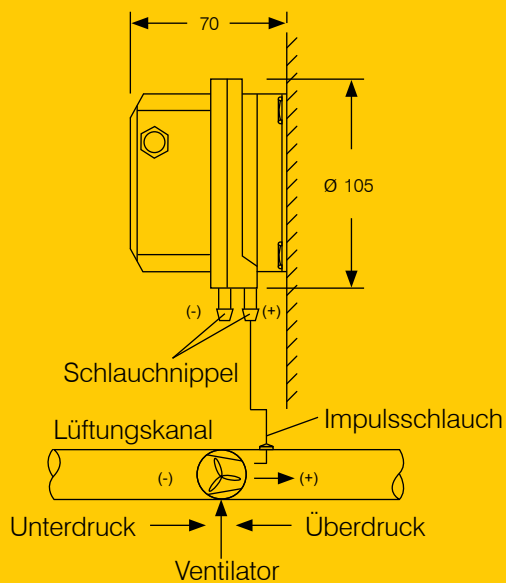 70
Ø 105
(-) (+)
Schlauchnippel
Impulsschlauch
Lüftungskanal
(-) (+)
Unterdruck Überdruck
Ventilator